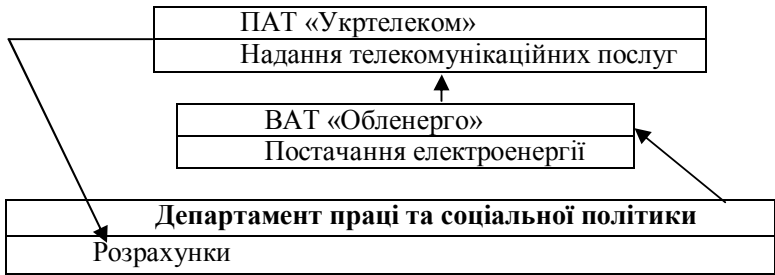 ПАТ «Укртелеком»
Надання телекомунікаційних послуг
ВАТ «Обленерго»
Постачання електроенергії
Департамент праці та соціальної політики
Розрахунки